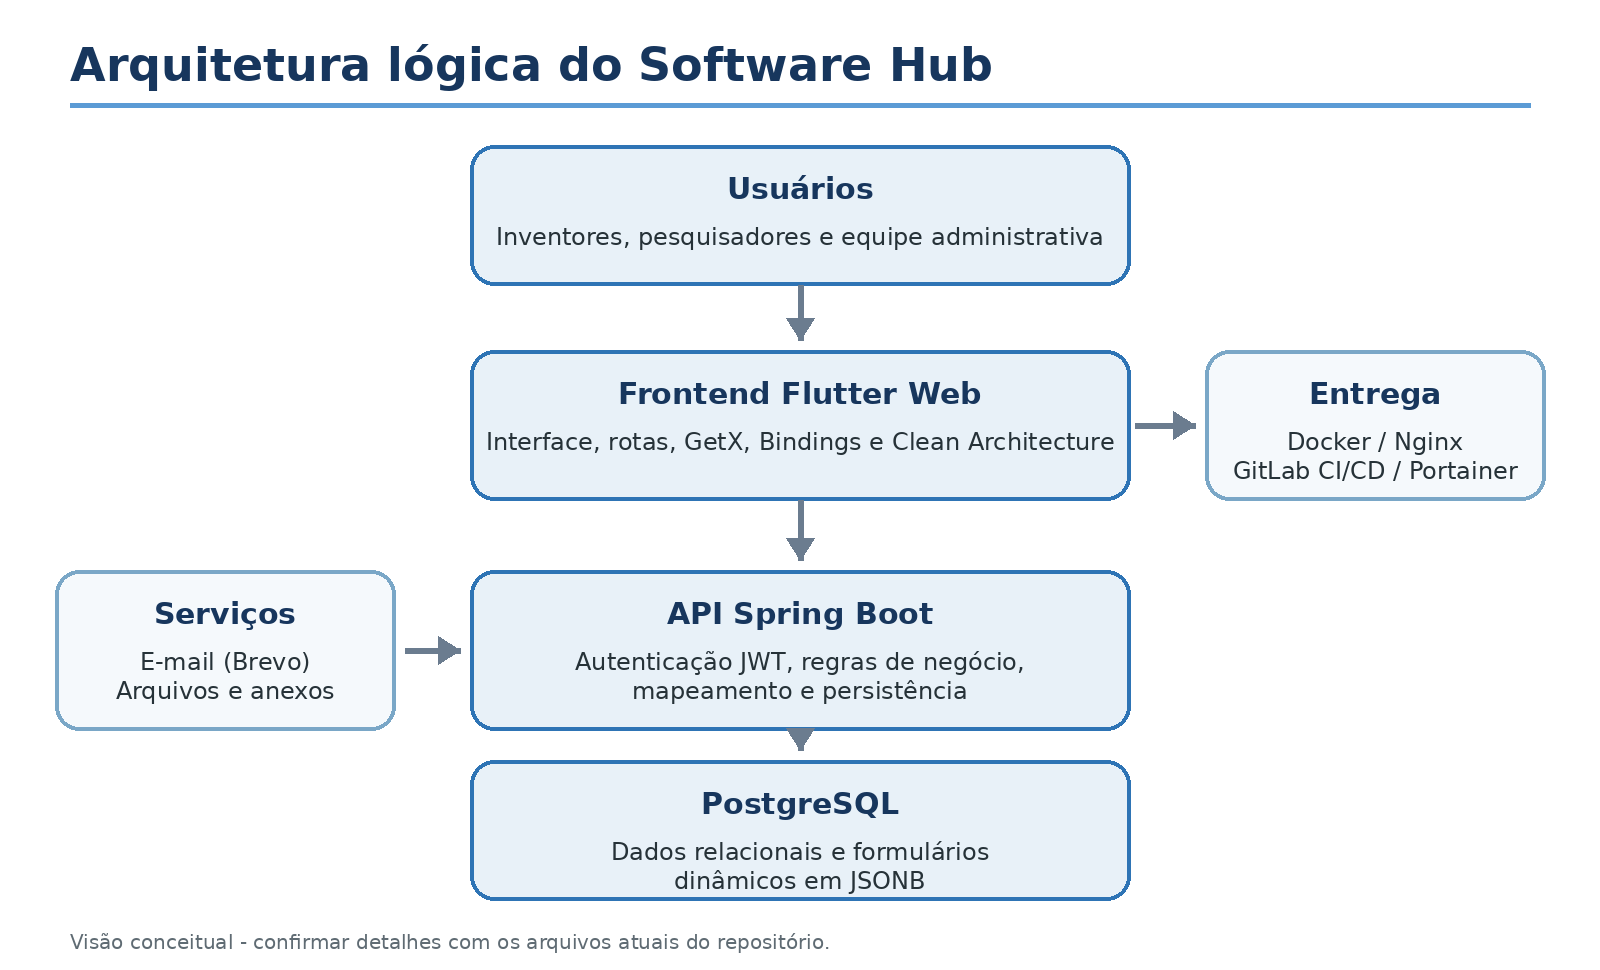 Arquitetura lógica do Software Hub
Usuários
Inventores, pesquisadores e equipe administrativa
Frontend Flutter Web
Interface, rotas, GetX, Bindings e Clean Architecture
Entrega
Docker / Nginx
GitLab CI/CD / Portainer
Serviços
E-mail (Brevo)
Arquivos e anexos
API Spring Boot
Autenticação JWT, regras de negócio,
mapeamento e persistência
PostgreSQL
Dados relacionais e formulários
dinâmicos em JSONB
Visão conceitual - confirmar detalhes com os arquivos atuais do repositório.